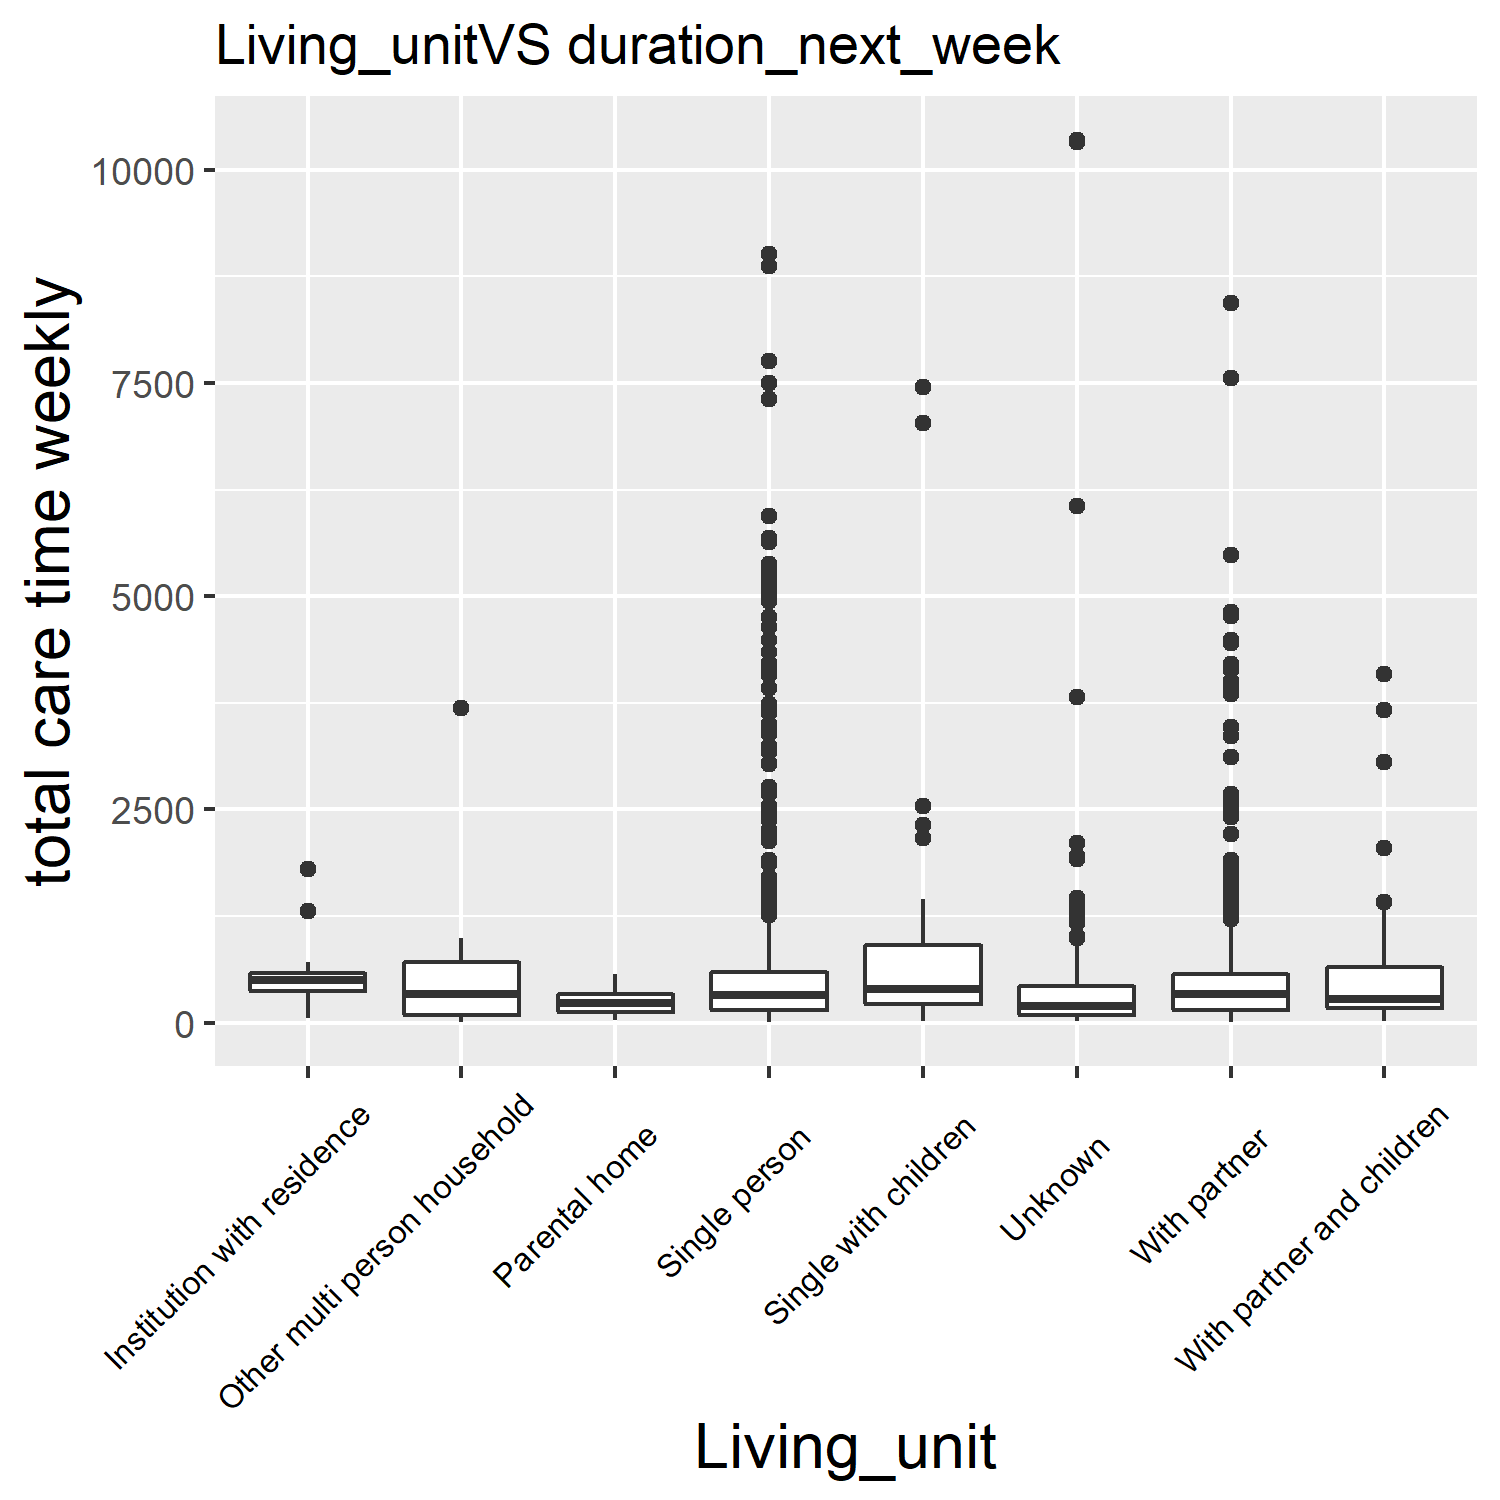 Living_unitVS duration_next_week
total care time weekly
10000
7500
5000
2500
0
Institution with residence
Other multi person household
Parental home
Single person
Single with children
Unknown
With partner
With partner and children
Living_unit